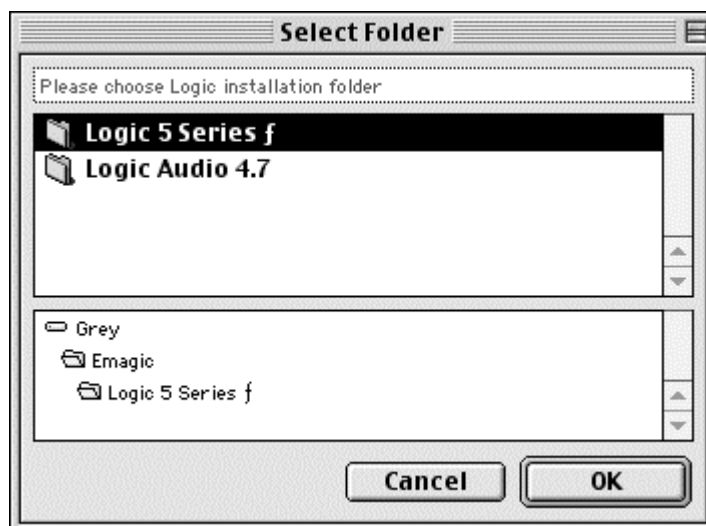 Select Folder
Please choose Logic installation folder
Logic 5 Series ƒ
Logic Audio 4.7
Grey
Emagic
Logic 5 Series ƒ
Cancel OK